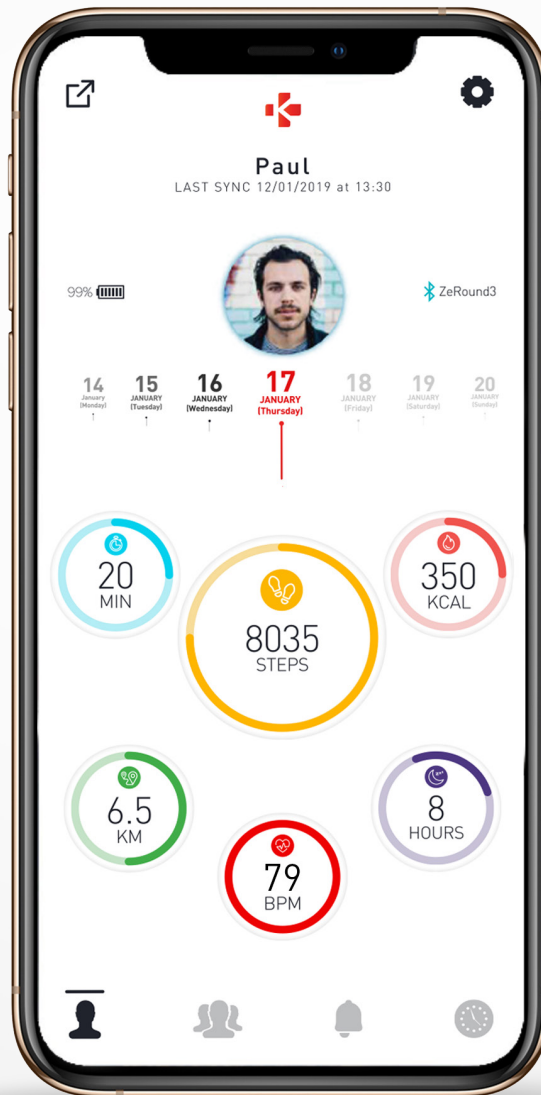 Paul
LAST SYNC 12/01/2019 at 13:30
99%
ZeRound3
14 January (Monday)
15 January (Tuesday)
16 JANUARY (Wednesday)
17 JANUARY (Thursday)
18 JANUARY (Friday)
19 JANUARY (Saturday)
20 JANUARY (Sunday)
20
MIN
8035
STEPS
350
KCAL
6.5
KM
79
BPM
8
HOURS